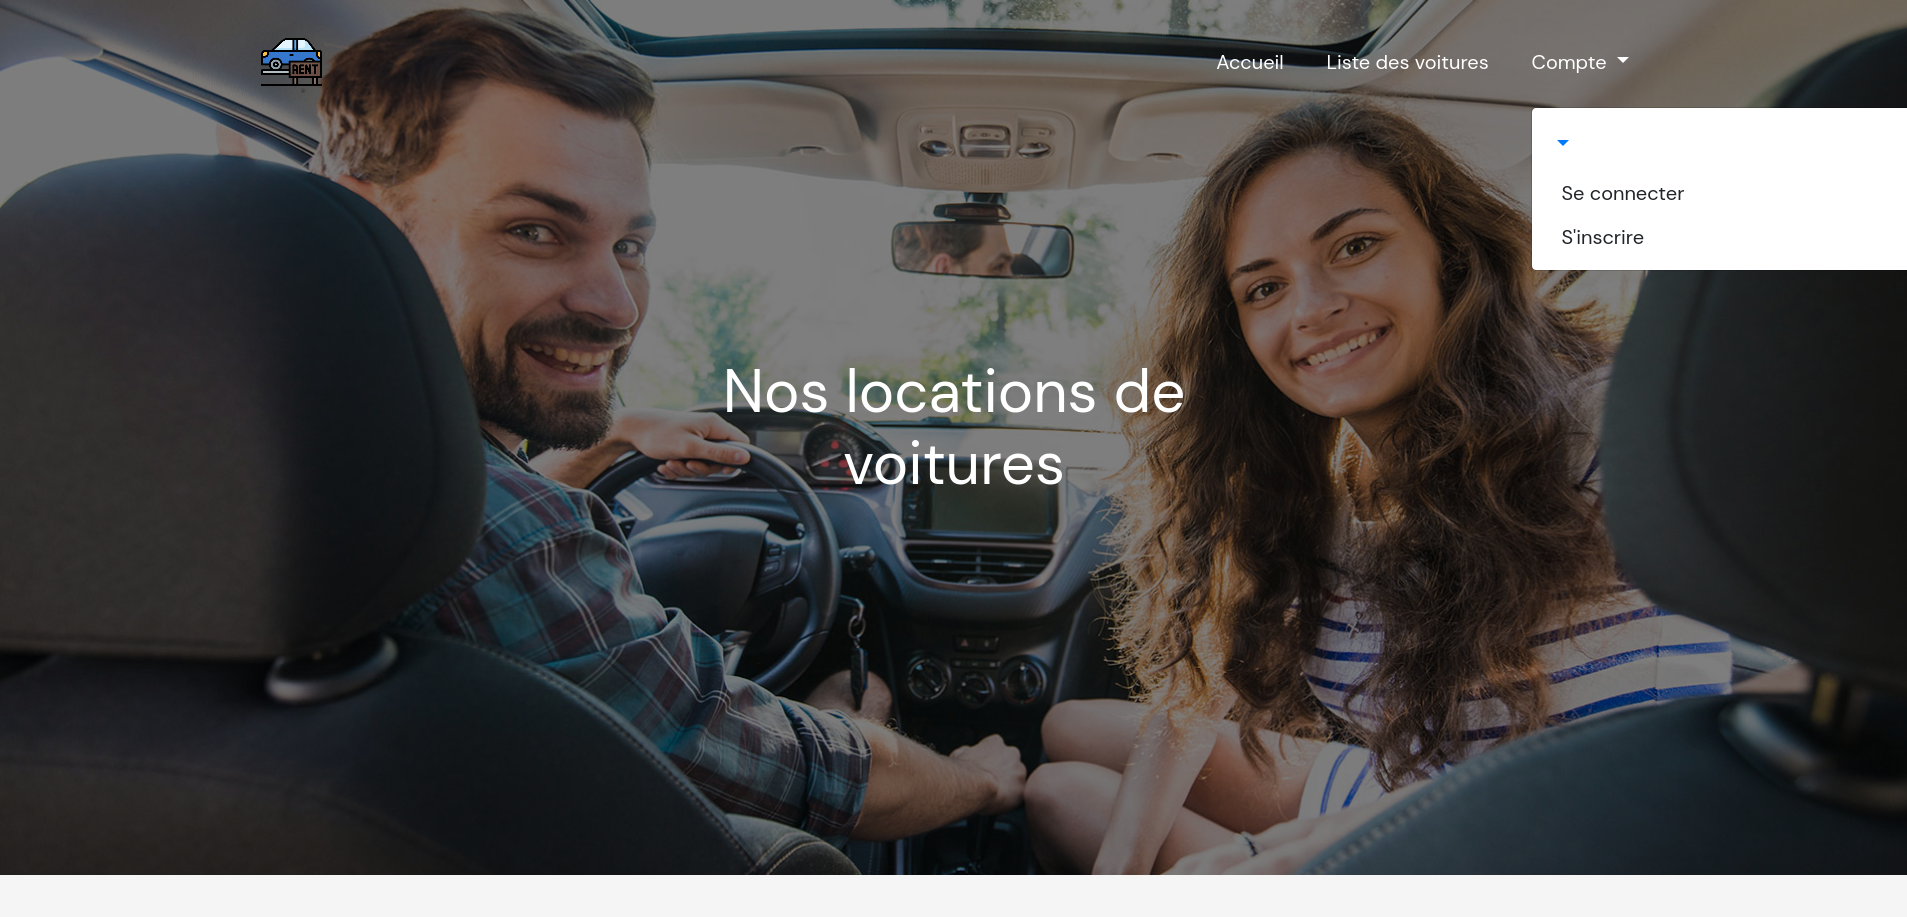 RENT
Accueil Liste des voitures Compte
Se connecter
S'inscrire
Nos locations de
voitures